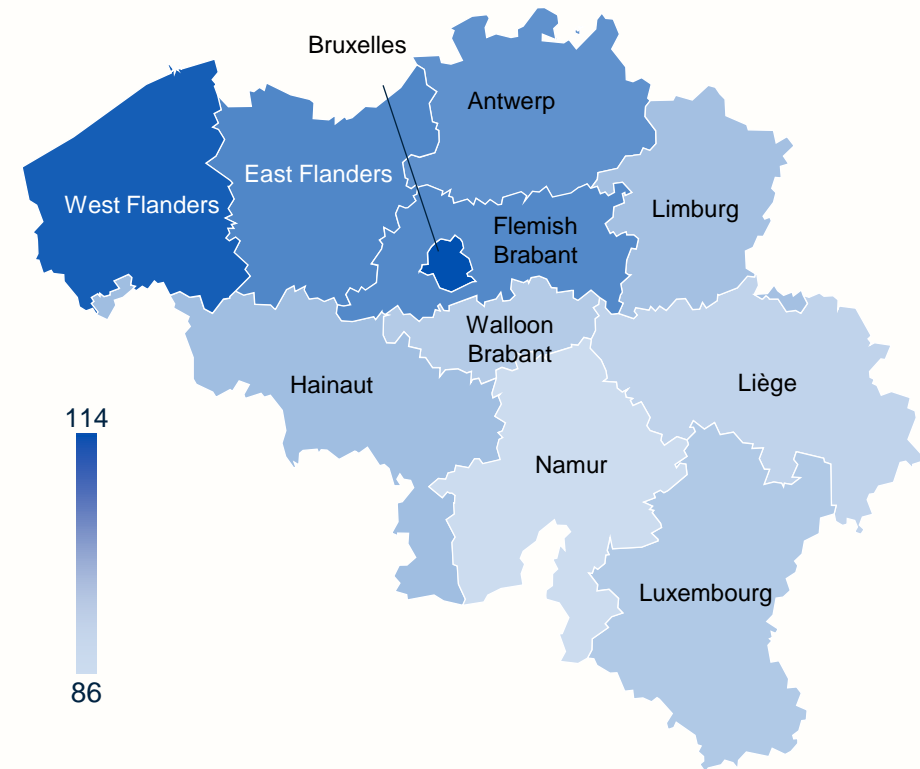 Bruxelles
Antwerp
East Flanders
West Flanders
Limburg
Flemish
Brabant
Walloon
Brabant
Hainaut
Liège
114
Namur
Luxembourg
86